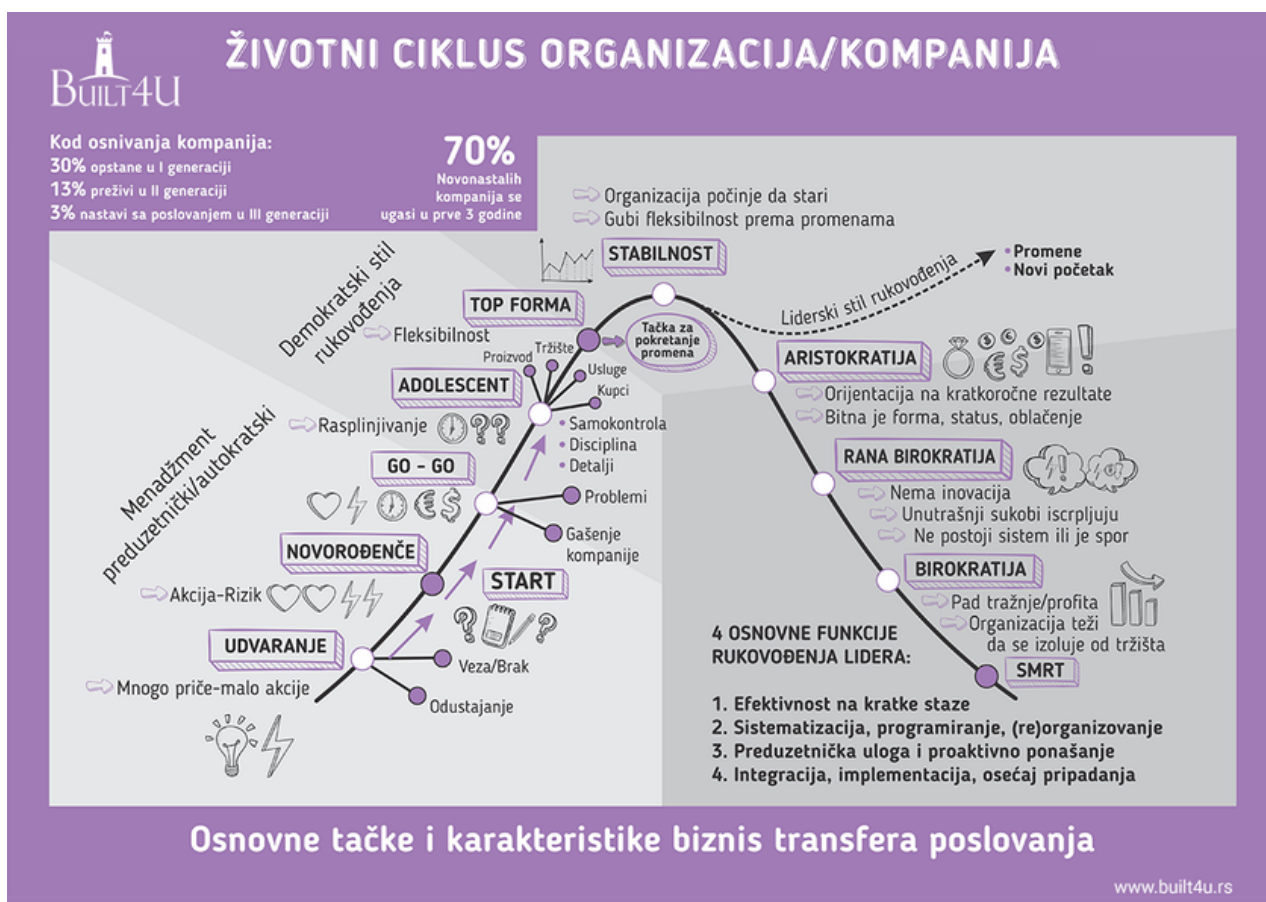 BUILT4U
ŽIVOTNI CIKLUS ORGANIZACIJA/KOMPANIJA
Kod osnivanja kompanija:
30% opstane u I generaciji
13% preživi u II generaciji
3% nastavi sa poslovanjem u III generaciji
70%
Novonastalih
kompanija se
ugasi u prve 3 godine
Organizacija počinje da stari
Gubi fleksibilnost prema promenama
STABILNOST
Liderski stil rukovođenja
• Promene
• Novi početak
Demokratski stil
rukovođenja
TOP FORMA
Fleksibilnost
Tačka za
pokretanje
promena
Proizvod
Tržište
Usluge
Kupci
ADOLESCENT
Rasplinjivanje
??
• Samokontrola
• Disciplina
• Detalji
Menadžment
preduzetnički/autokratski
GO - GO
€$
Problemi
Gašenje
kompanije
NOVOROĐENČE
Akcija-Rizik
START
? ?
UDVARANJE
Mnogo priče-malo akcije
Veza/Brak
Odustajanje
ARISTOKRATIJA
$ € $
€ $ !
Orijentacija na kratkoročne rezultate
Bitna je forma, status, oblačenje
RANA BIROKRATIJA
Nema inovacija
Unutrašnji sukobi iscrpljuju
Ne postoji sistem ili je spor
BIROKRATIJA
Pad tražnje/profita
Organizacija teži
da se izoluje od tržišta
SMRT
4 OSNOVNE FUNKCIJE
RUKOVOĐENJA LIDERA:
1. Efektivnost na kratke staze
2. Sistematizacija, programiranje, (re)organizovanje
3. Preduzetnička uloga i proaktivno ponašanje
4. Integracija, implementacija, osećaj pripadanja
Osnovne tačke i karakteristike biznis transfera poslovanja
www.built4u.rs